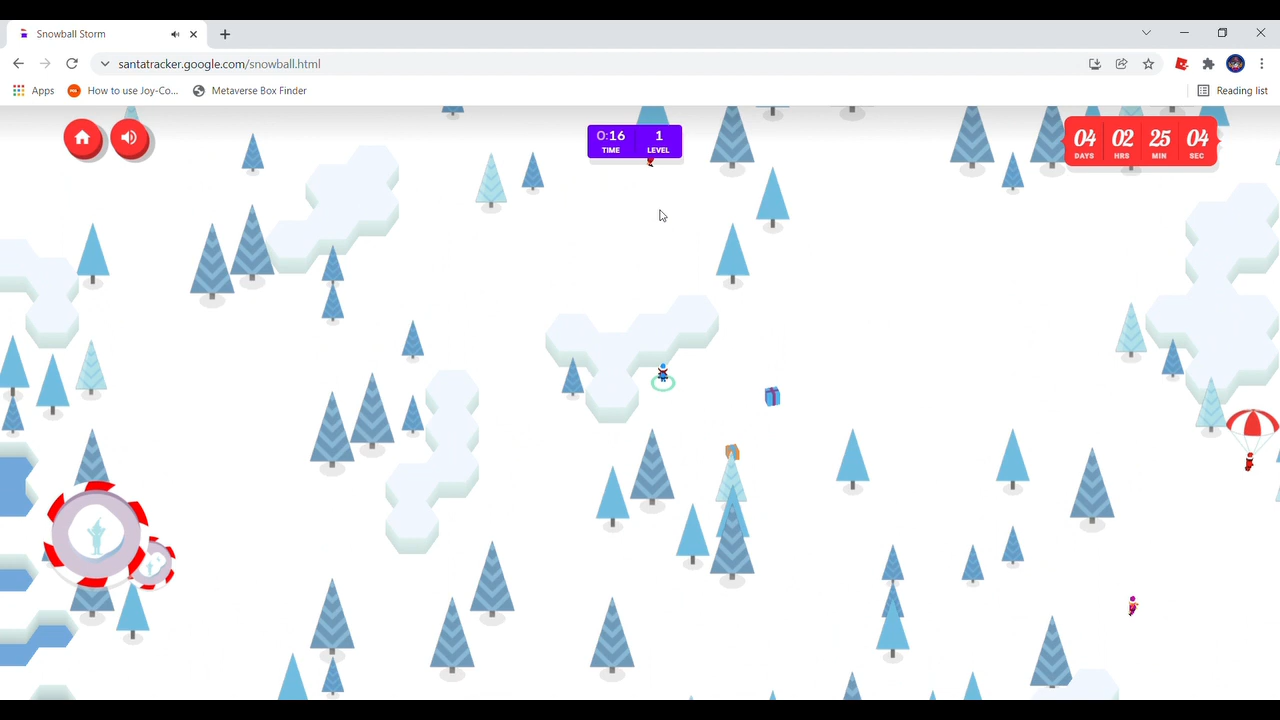 Snowball Storm
santatracker.google.com/snowball.html
Apps
How to use Joy-Co...
Metaverse Box Finder
Reading list
0:16 1
TIME LEVEL
04 02 25 04
DAYS HRS MIN SEC